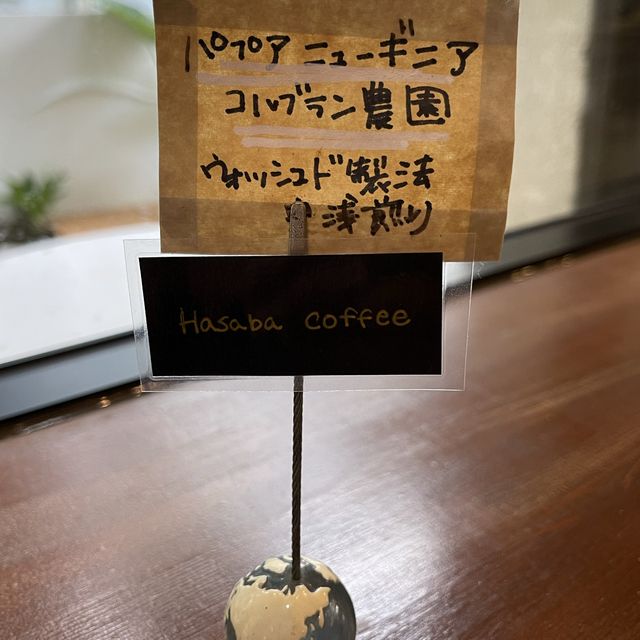 パプア ニューギニア
コルブラン農園
ウォッシュド製法
中浅煎り
Hasaba coffee